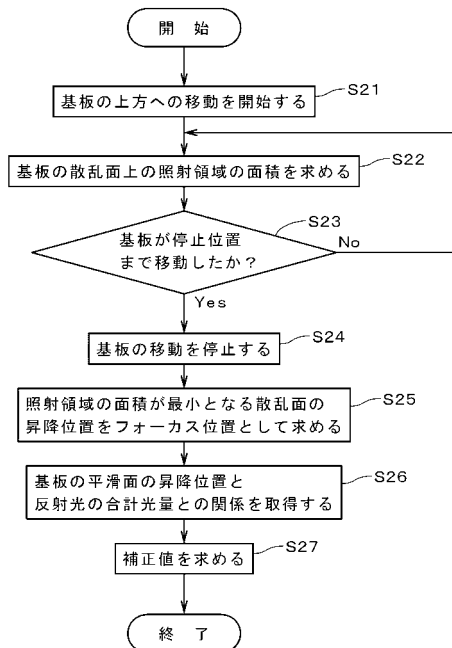 開 始
S21
基板の上方への移動を開始する
S22
基板の散乱面上の照射領域の面積を求める
S23
基板が停止位置
まで移動したか？
No
Yes
S24
基板の移動を停止する
S25
照射領域の面積が最小となる散乱面の
昇降位置をフォーカス位置として求める
S26
基板の平滑面の昇降位置と
反射光の合計光量との関係を取得する
S27
補正値を求める
終 了